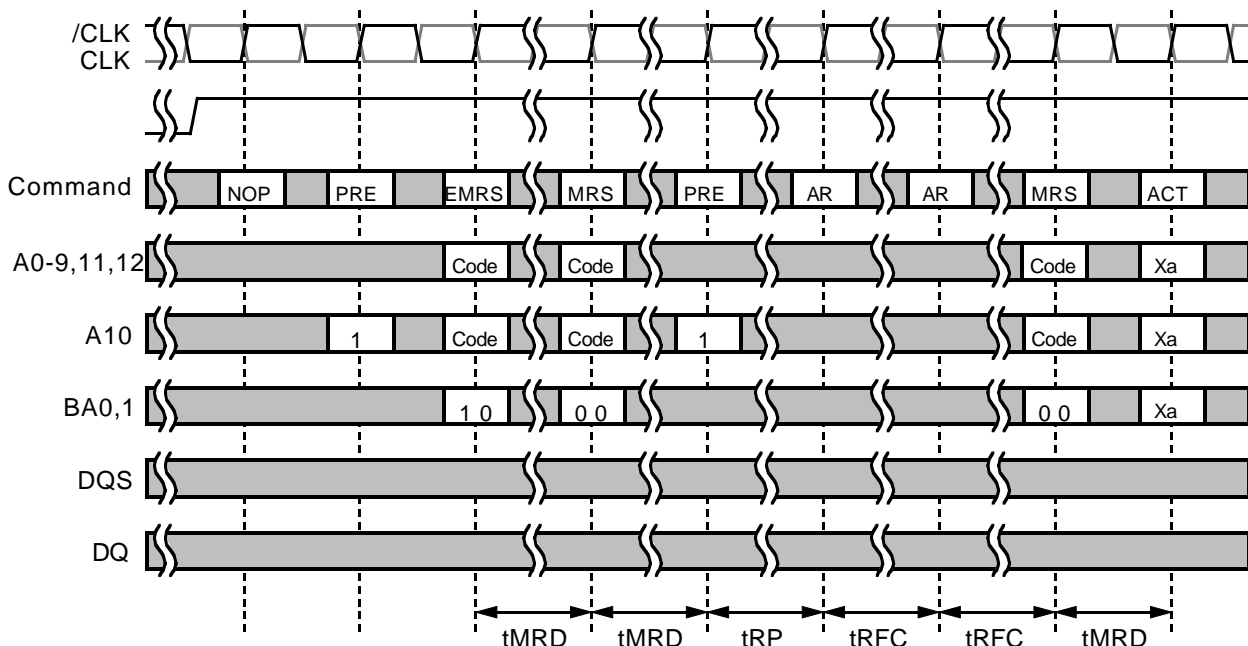 /CLK
CLK
Command NOP PRE EMRS MRS PRE AR AR MRS ACT
A0-9,11,12 Code Code Code Xa
A10 1 Code Code 1 Code Xa
BA0,1 1 0 0 0 0 0 Xa
DQS
DQ
tMRD tMRD tRP tRFC tRFC tMRD